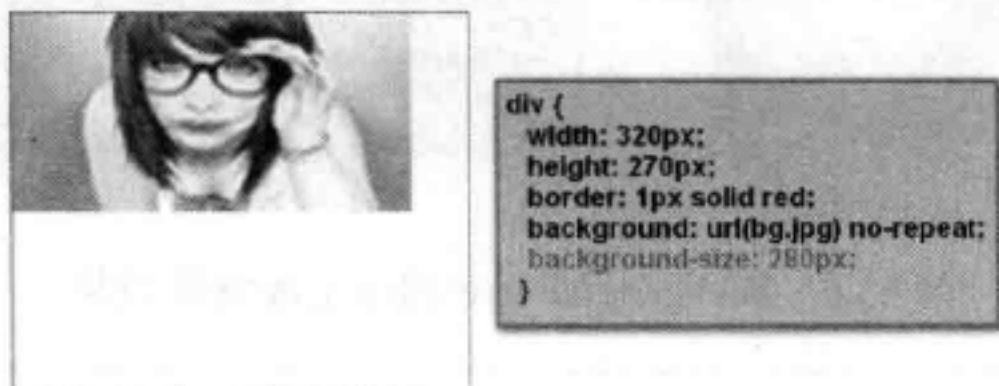 div {
width: 320px;
height: 270px;
border: 1px solid red;
background: url(bg.jpg) no-repeat;
background-size: 280px;
}